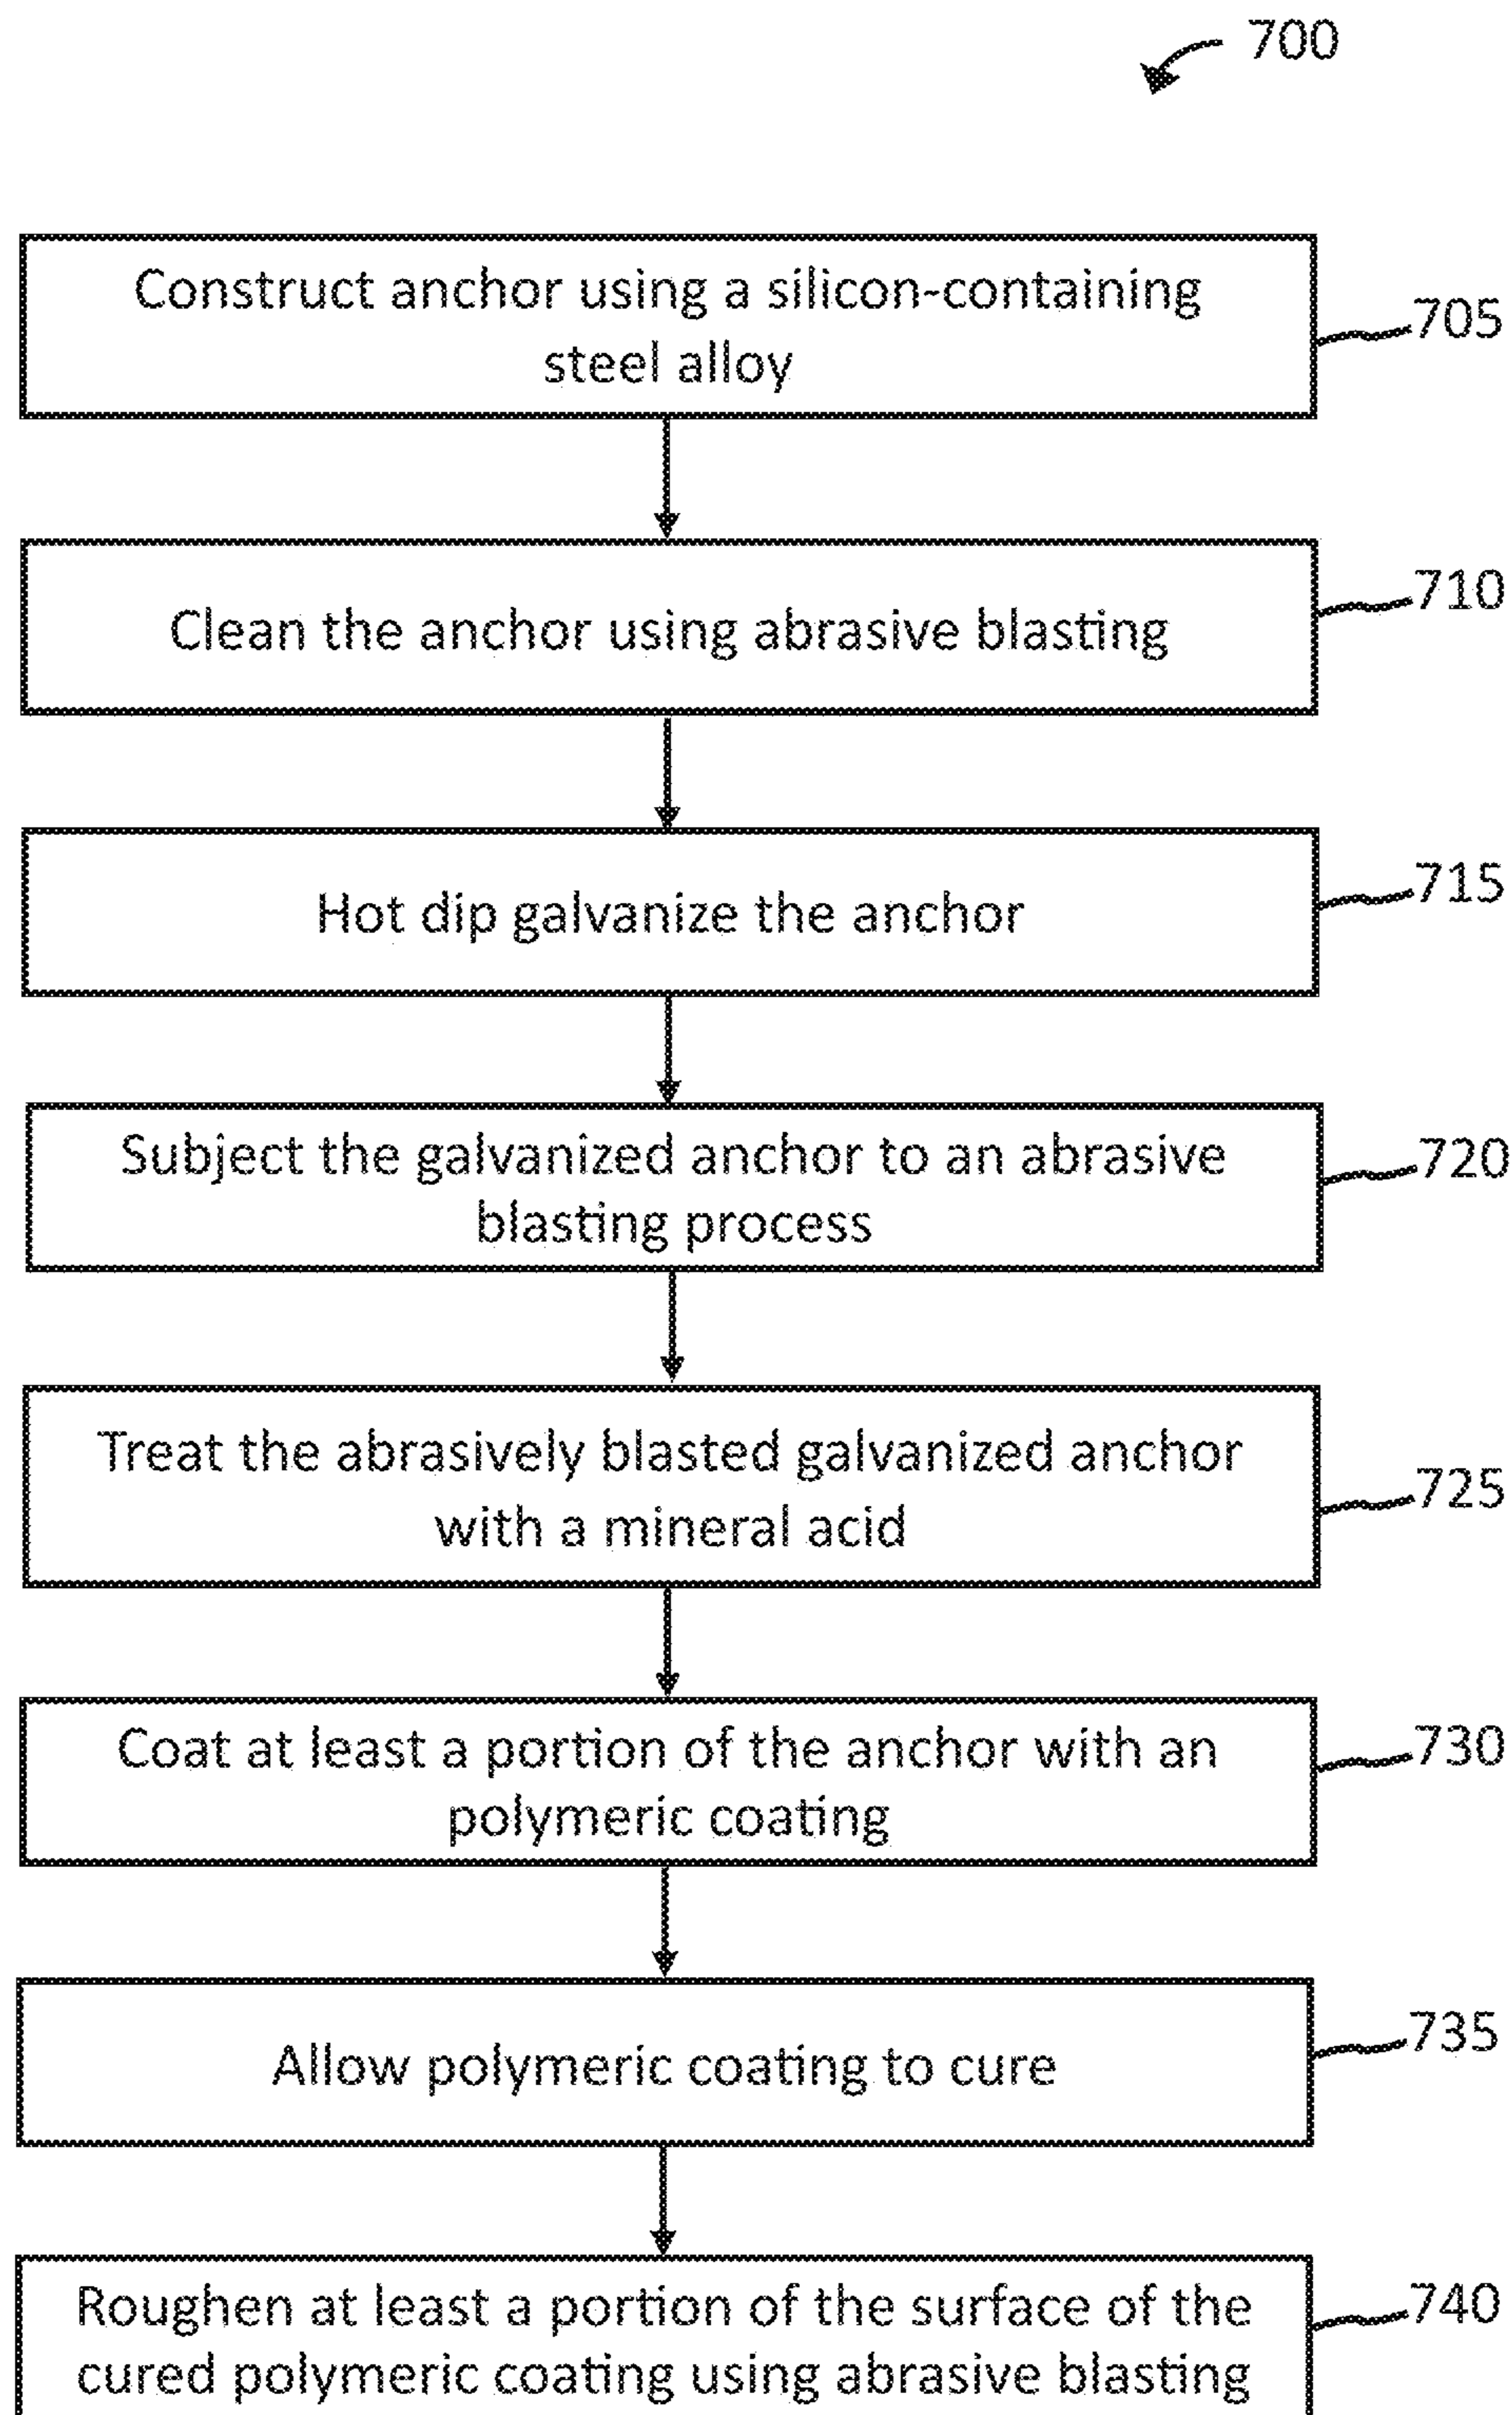 700
Construct anchor using a silicon-containing
steel alloy
705
Clean the anchor using abrasive blasting
710
Hot dip galvanize the anchor
715
Subject the galvanized anchor to an abrasive
blasting process
720
Treat the abrasively blasted galvanized anchor
with a mineral acid
725
Coat at least a portion of the anchor with an
polymeric coating
730
Allow polymeric coating to cure
735
Roughen at least a portion of the surface of the
cured polymeric coating using abrasive blasting
740